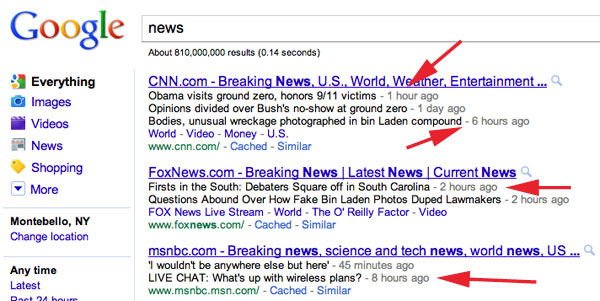 Google
news
About 810,000,000 results (0.14 seconds)
Everything
Images
Videos
News
Shopping
More
Montebello, NY
Change location
Any time
Latest
Past 24 hours
CNN.com - Breaking News, U.S., World, Weather, Entertainment ...
Obama visits ground zero, honors 9/11 victims - 1 hour ago
Opinions divided over Bush's no-show at ground zero - 1 day ago
Bodies, unusual wreckage photographed in bin Laden compound - 6 hours ago
World - Video - Money - U.S.
www.cnn.com/ - Cached - Similar
FoxNews.com - Breaking News | Latest News | Current News
Firsts in the South: Debaters Square off in South Carolina - 2 hours ago
Questions Abound Over How Fake Bin Laden Photos Duped Lawmakers - 2 hours ago
FOX News Live Stream - World - The O' Reilly Factor - Video
www.foxnews.com/ - Cached - Similar
msnbc.com - Breaking news, science and tech news, world news, US ...
'I wouldn't be anywhere else but here' - 45 minutes ago
LIVE CHAT: What's up with wireless plans? - 8 hours ago
www.msnbc.msn.com/ - Cached - Similar